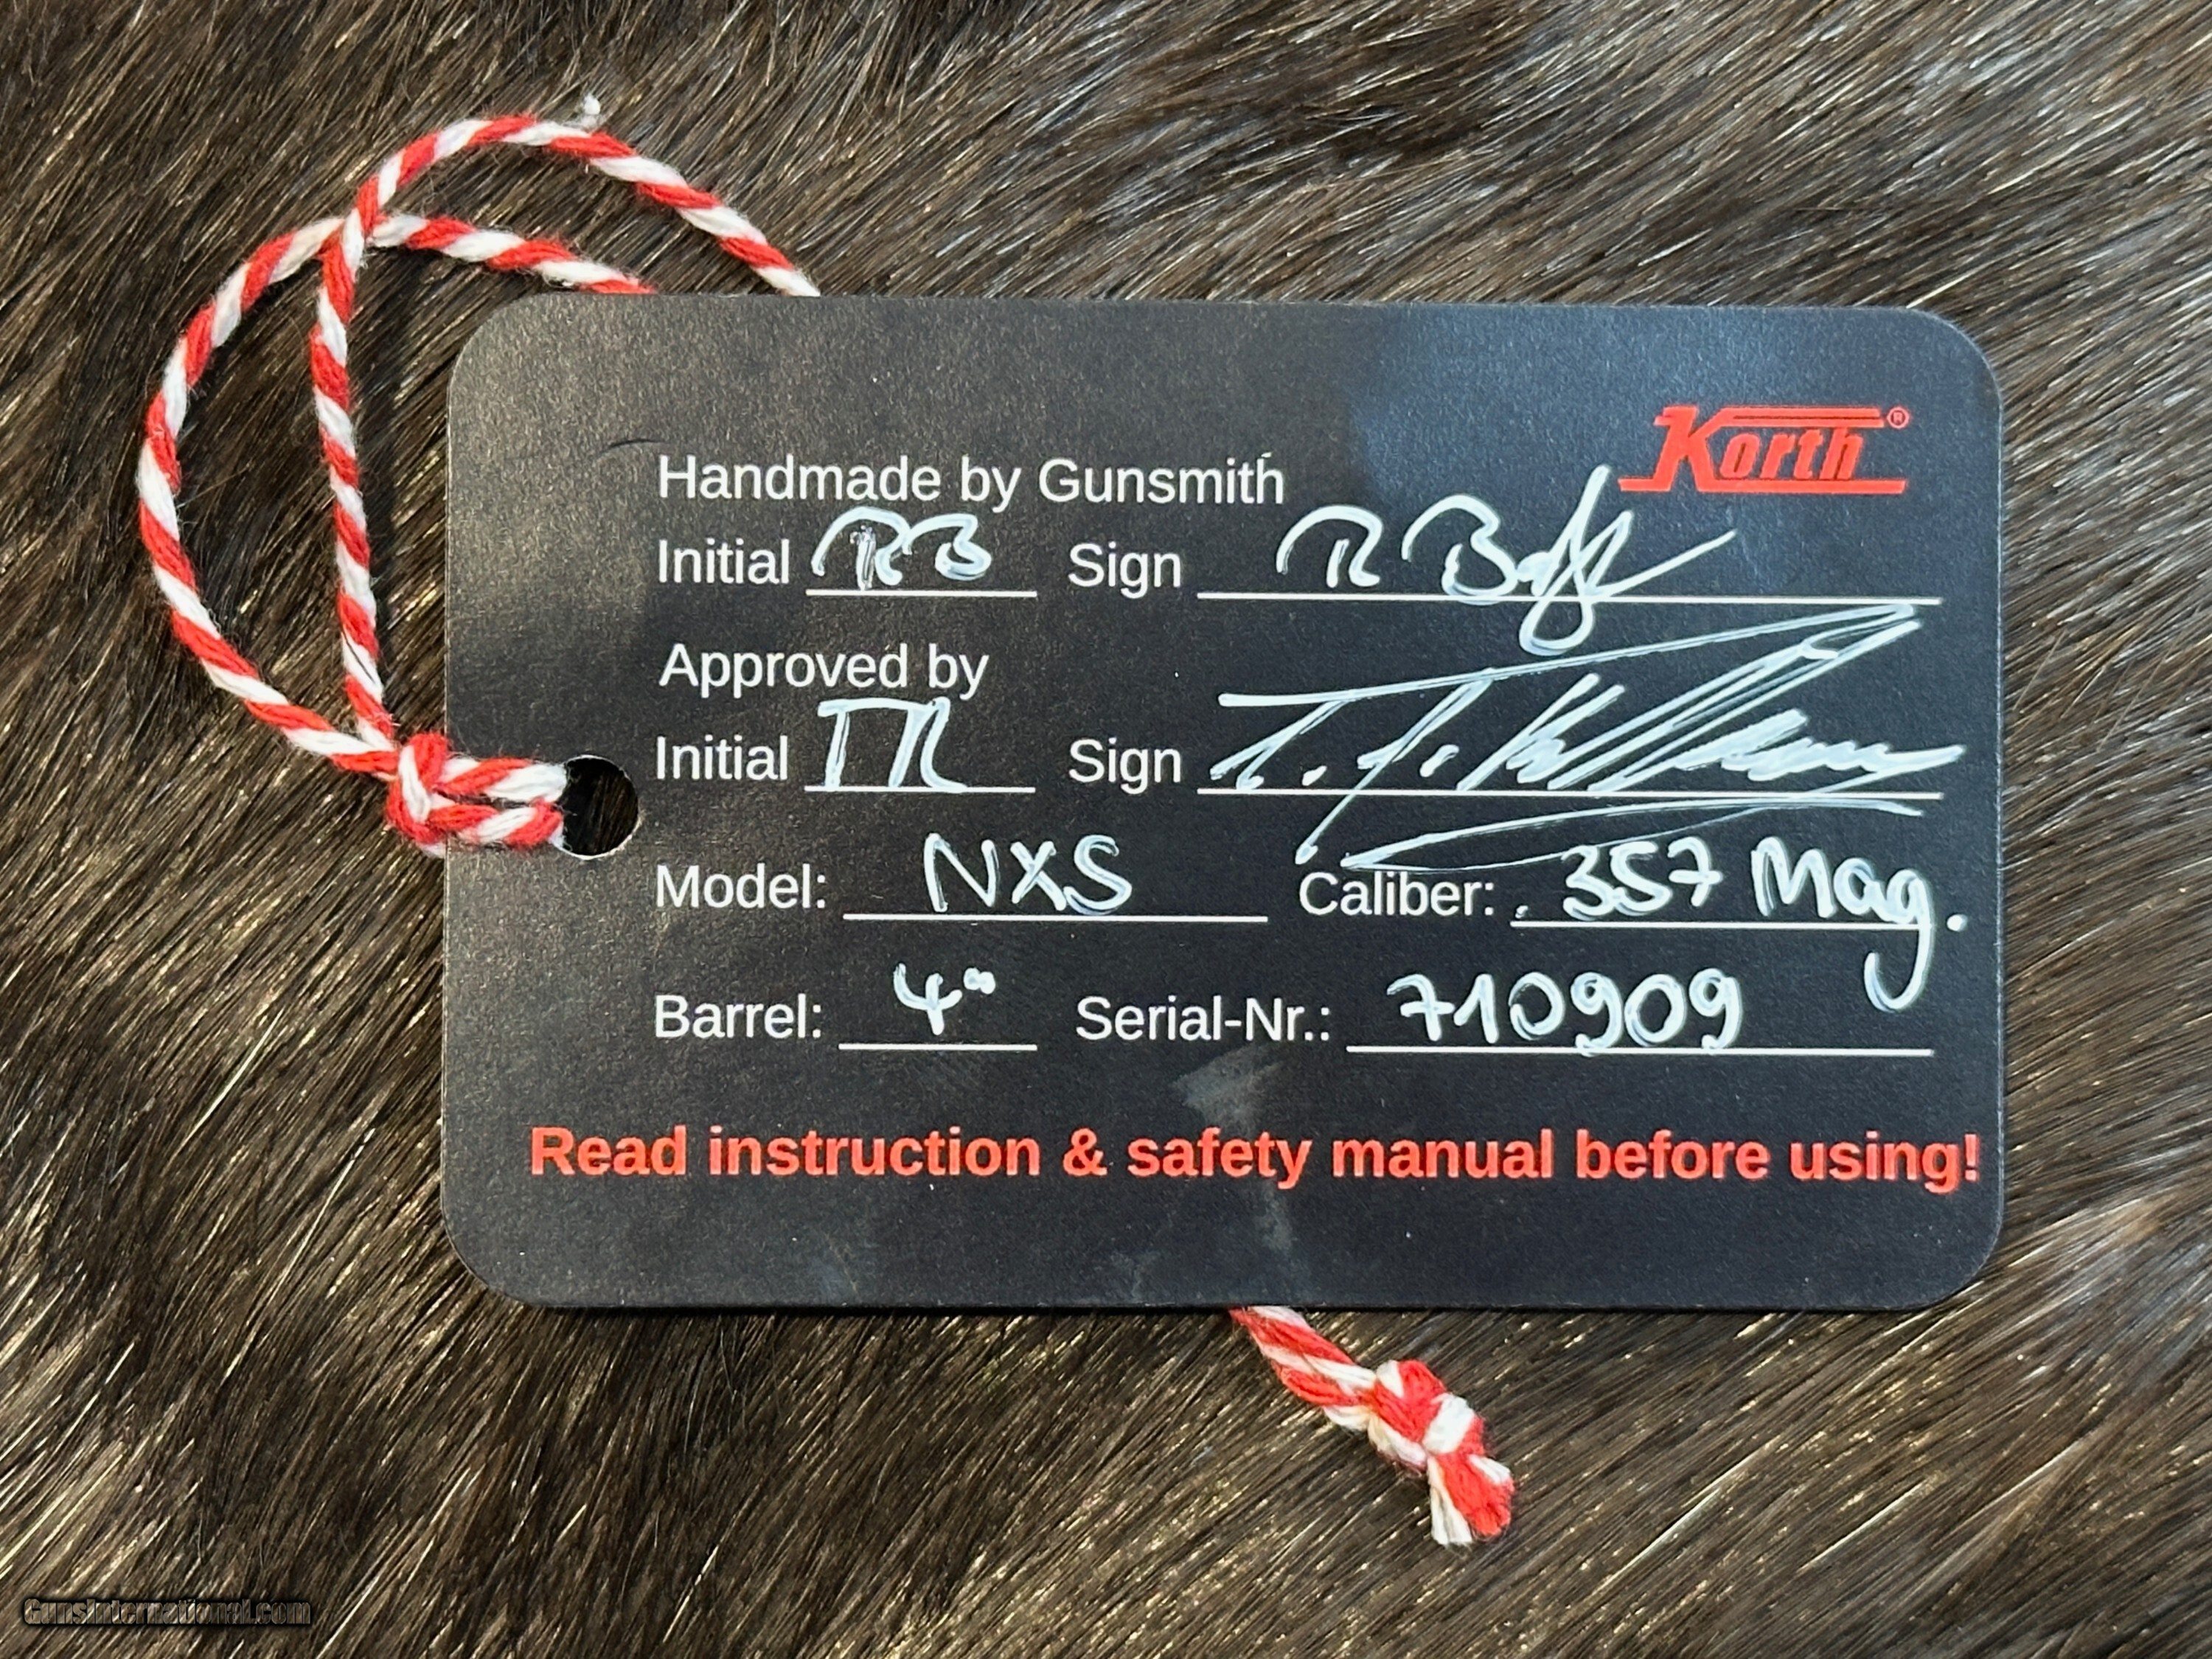 Korth®
Handmade by Gunsmith
Initial RB Sign R
Approved by
Initial TR Sign T. J.
Model: NXS Caliber: .357 Mag.
Barrel: 4" Serial-Nr.: 710909
Read instruction & safety manual before using!
GunsInternational.com